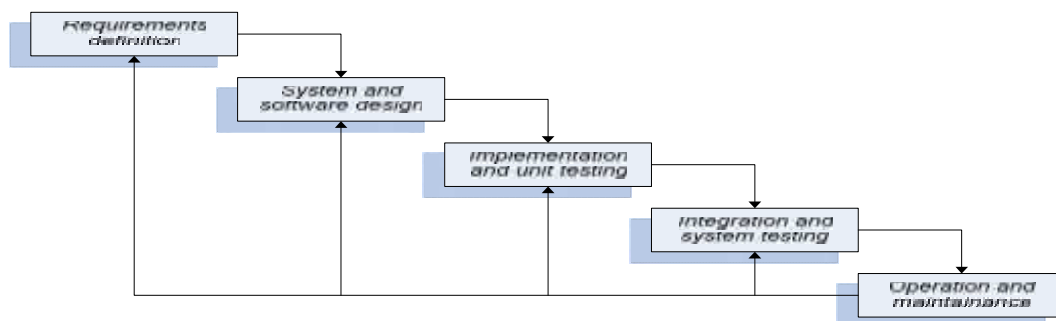 Requirements
definition
System and
software design
Implementation
and unit testing
Integration and
system testing
Operation and
maintainance